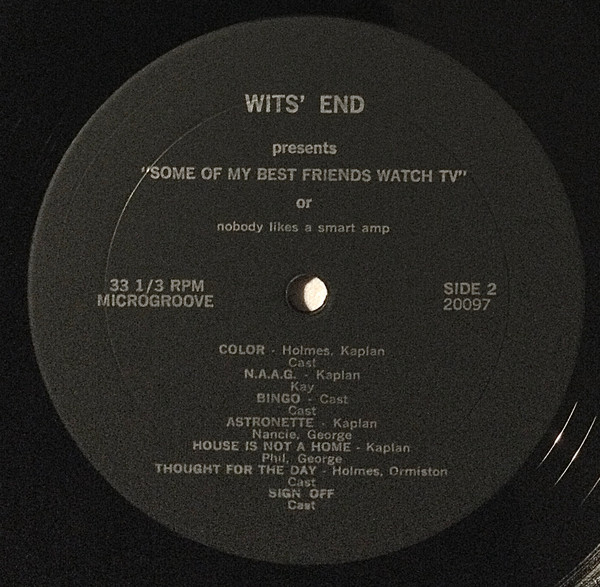 WITS' END
presents
"SOME OF MY BEST FRIENDS WATCH TV"
or
nobody likes a smart amp
33 1/3 RPM
MICROGROOVE
SIDE 2
20097
COLOR - Holmes, Kaplan
Cast
N.A.A.G. - Kaplan
Kay
BINGO - Cast
Cast
ASTRONETTE - Kaplan
Nancie, George
HOUSE IS NOT A HOME - Kaplan
Phil, George
THOUGHT FOR THE DAY - Holmes, Ormiston
Cast
SIGN OFF
Cast